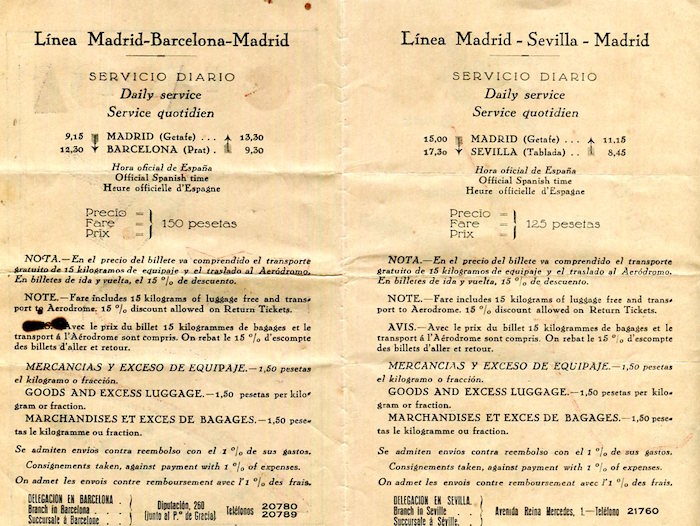 Línea Madrid-Barcelona-Madrid
SERVICIO DIARIO
Daily service
Service quotidien
9,15 MADRID (Getafe) ... 13,30
12,30 BARCELONA (Prat) . 9,30
Hora oficial de España
Official Spanish time
Heure officielle d'Espagne
Precio =
Fare = 150 pesetas
Prix =
NOTA.—En el precio del billete va comprendido el transporte
gratuito de 15 kilogramos de equipaje y el traslado al Aeródromo.
En billetes de ida y vuelta, el 15 % de descuento.
NOTE.—Fare includes 15 kilograms of luggage free and trans-
port to Aerodrome. 15 % discount allowed on Return Tickets.
Avec le prix du billet 15 kilogrammes de bagages et le
transport á l'Aérodrome sont compris. On rebat le 15 % d'escompte
des billets d'aller et retour.
MERCANCIAS Y EXCESO DE EQUIPAJE.—1,50 pesetas
el kilogramo o fracción.
GOODS AND EXCESS LUGGAGE.—1,50 pesetas per kilo-
gram or fraction.
MARCHANDISES ET EXCES DE BAGAGES.—1,50 pese-
tas le kilogramme ou fraction.
Se admiten envíos contra reembolso con el 1 % de sus gastos.
Consignements taken, against payment with 1 % of expenses.
On admet les envois contre remboursement avec l'1 % des frais.
DELEGACION EN BARCELONA . Diputación, 260 Teléfonos 20780
Branch in Barcelona . . . (junto al P.º de Gracia) 20789
Succursale à Barcelone .
Línea Madrid - Sevilla - Madrid
SERVICIO DIARIO
Daily service
Service quotidien
15,00 MADRID (Getafe) ... 11,15
17,30 SEVILLA (Tablada) . . 8,45
Hora oficial de España
Official Spanish time
Heure officielle d'Espagne
Precio =
Fare = 125 pesetas
Prix =
NOTA.—En el precio del billete va comprendido el transporte
gratuito de 15 kilogramos de equipaje y el traslado al Aeródromo.
En billetes de ida y vuelta, el 15 % de descuento.
NOTE.—Fare includes 15 kilograms of luggage free and trans-
port to Aerodrome. 15 % discount allowed on Return Tickets.
AVIS.—Avec le prix du billet 15 kilogrammes de bagages et le
transport á l'Aérodrome sont compris. On rebat le 15 % d'escompte
des billets d'aller et retour.
MERCANCIAS Y EXCESO DE EQUIPAJE.—1,50 pesetas
el kilogramo o fracción.
GOODS AND EXCESS LUGGAGE.—1,50 pesetas per kilo-
gram or fraction.
MARCHANDISES ET EXCES DE BAGAGES.—1,50 pese-
tas le kilogramme ou fraction.
Se admiten envíos contra reembolso con el 1 % de sus gastos.
Consignements taken, against payment with 1 % of expenses.
On admet les envois contre remboursement avec l'1 % des frais.
DELEGACION EN SEVILLA.
Branch in Seville . . Avenida Reina Mercedes, 1.—Teléfono 21760
Succursale à Séville.